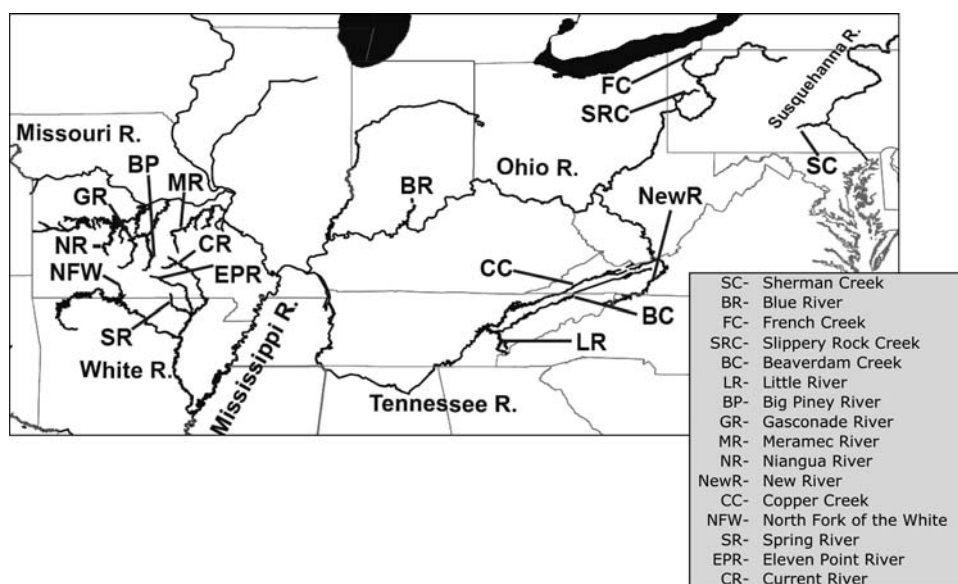 Susquehanna R.
FC
SRC
Missouri R.
BP
MR
Ohio R.
SC
GR
BR
NewR
NR
CR
NFW
EPR
CC
SR
BC
LR
White R.
Mississippi R.
Tennessee R.
SC- Sherman Creek
BR- Blue River
FC- French Creek
SRC- Slippery Rock Creek
BC- Beaverdam Creek
LR- Little River
BP- Big Piney River
GR- Gasconade River
MR- Meramec River
NR- Niangua River
NewR- New River
CC- Copper Creek
NFW- North Fork of the White
SR- Spring River
EPR- Eleven Point River
CR- Current River